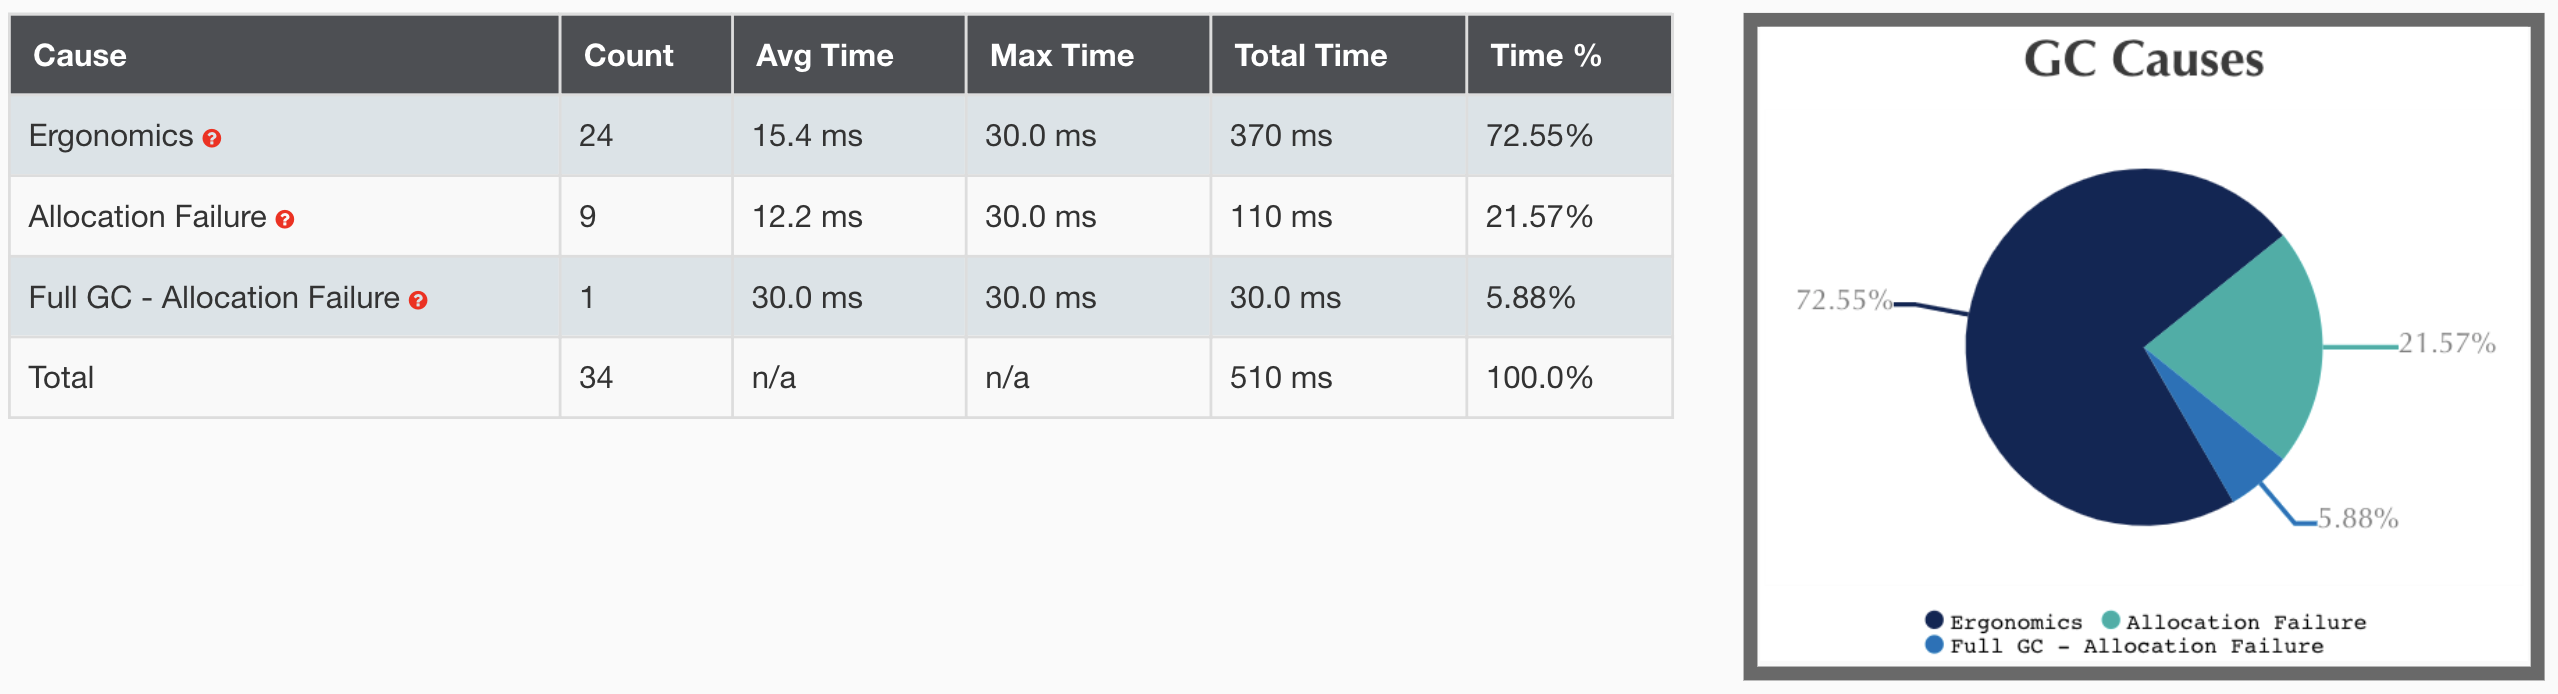 Cause Count Avg Time Max Time Total Time Time %
Ergonomics ? 24 15.4 ms 30.0 ms 370 ms 72.55%
Allocation Failure ? 9 12.2 ms 30.0 ms 110 ms 21.57%
Full GC - Allocation Failure ? 1 30.0 ms 30.0 ms 30.0 ms 5.88%
Total 34 n/a n/a 510 ms 100.0%
GC Causes
72.55%
21.57%
5.88%
Ergonomics Allocation Failure
Full GC - Allocation Failure